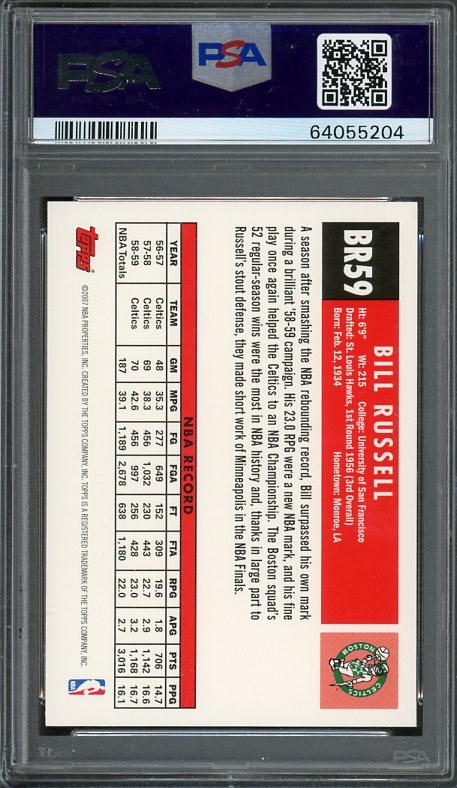 PSA
PSA
64055204
BR59
BILL RUSSELL
Ht: 6'9" Wt: 215 College: University of San Francisco
Drafted: St. Louis Hawks, 1st Round 1956 (3rd Overall)
Born: Feb. 12, 1934 Hometown: Monroe, LA
BOSTON
CELTICS
A season after smashing the NBA rebounding record, Bill surpassed his own mark
during a brilliant '58-59 campaign. His 23.0 RPG were a new NBA mark, and his fine
play once again helped the Celtics to an NBA Championship. The Boston squad's
52 regular-season wins were the most in NBA history and, thanks in large part to
Russell's stout defense, they made short work of Minneapolis in the NBA Finals.
NBA RECORD
YEAR TEAM GM MPG FG FGA FT FTA RPG APG PTS PPG
56-57 Celtics 48 35.3 277 649 152 309 19.6 1.8 706 14.7
57-58 Celtics 69 38.3 456 1,032 230 443 22.7 2.9 1,142 16.6
58-59 Celtics 70 42.6 456 997 256 428 23.0 3.2 1,168 16.7
NBA Totals 187 39.1 1,189 2,678 638 1,180 22.0 2.7 3,016 16.1
topps
©2007 NBA PROPERTIES, INC. CREATED BY THE TOPPS COMPANY, INC. TOPPS IS A REGISTERED TRADEMARK OF THE TOPPS COMPANY, INC.
NBA
PSA